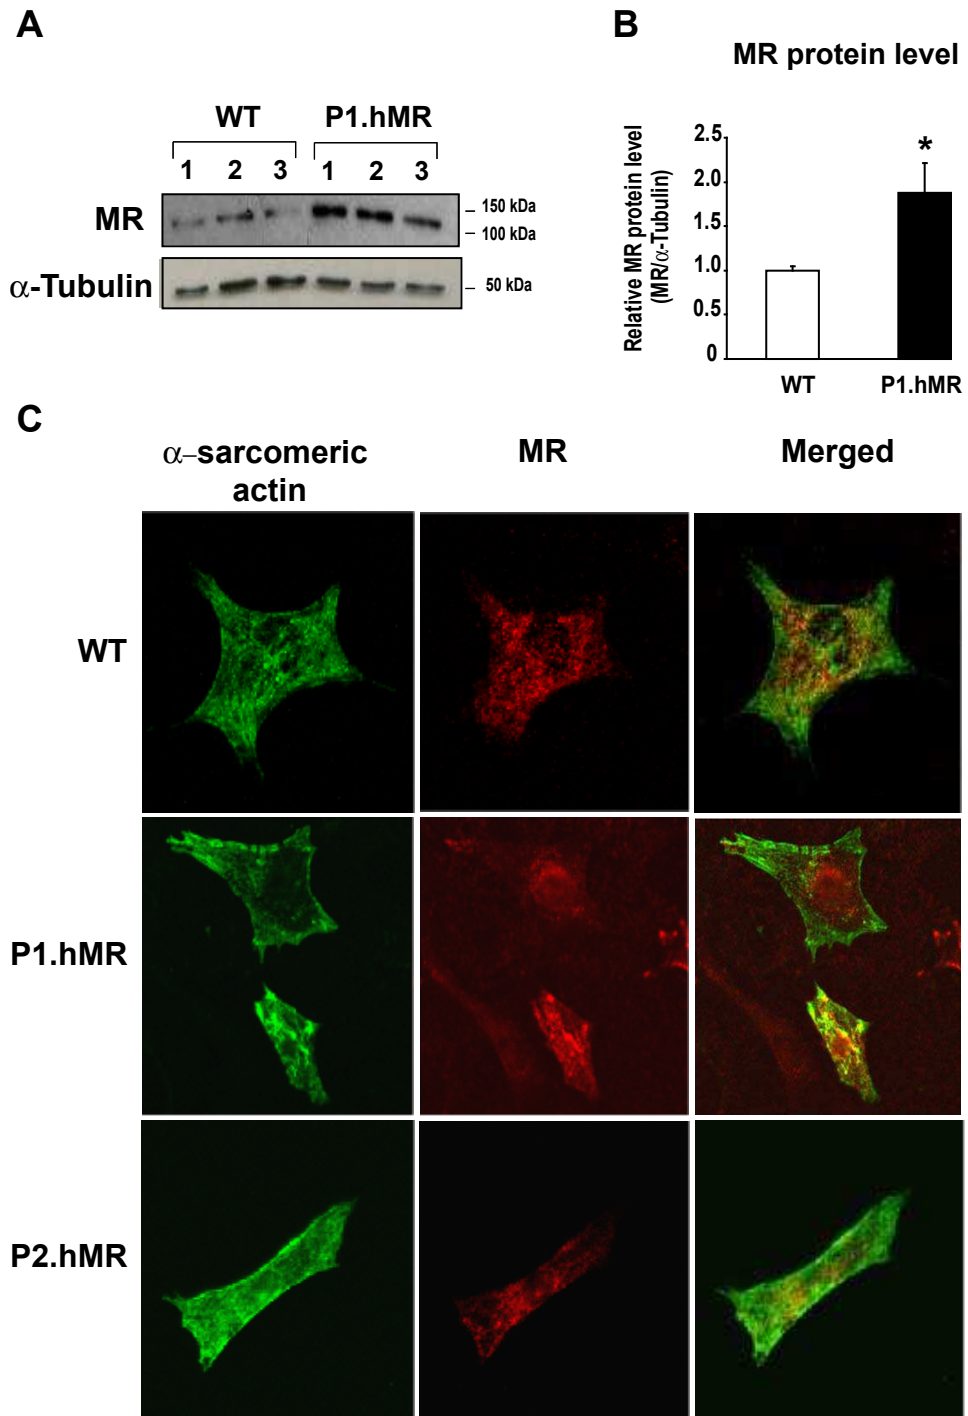 A
WT
P1.hMR
1 2 3 1 2 3
MR
150 kDa
100 kDa
α-Tubulin
50 kDa
B
MR protein level
Relative MR protein level
(MR/α-Tubulin)
2.5
2.0
1.5
1.0
0.5
0
*
WT
P1.hMR
C
α–sarcomeric
actin
MR
Merged
WT
P1.hMR
P2.hMR